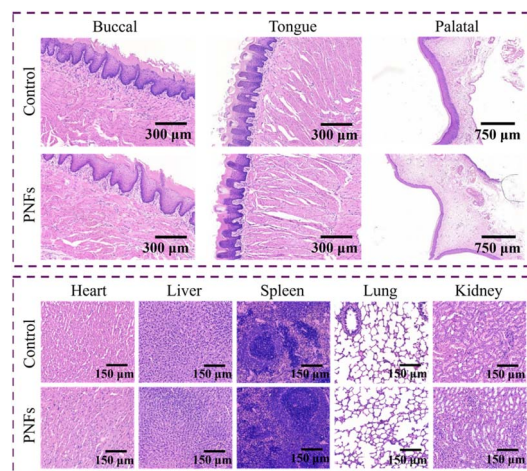 Buccal Tongue Palatal
Control
300 µm 300 µm 750 µm
PNFs
300 µm 300 µm 750 µm
Heart Liver Spleen Lung Kidney
Control
150 µm 150 µm 150 µm 150 µm 150 µm
PNFs
150 µm 150 µm 150 µm 150 µm 150 µm